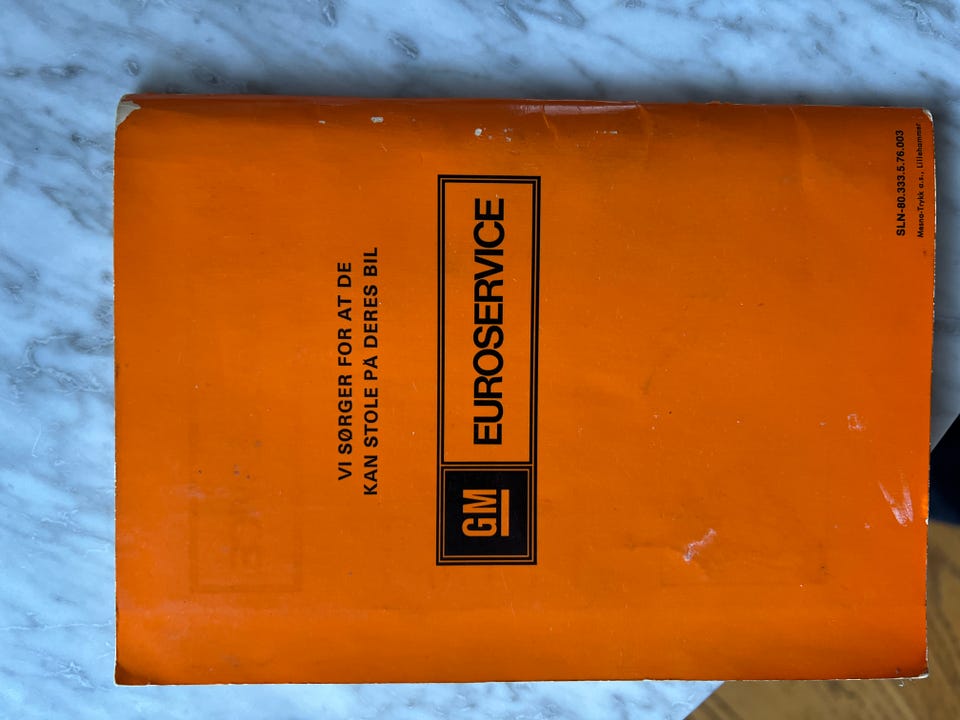 VI SØRGER FOR AT DE
KAN STOLE PÅ DERES BIL
GM EUROSERVICE
SLN-80.333.5.76.003
Mesna-Trykk a.s., Lillehammer